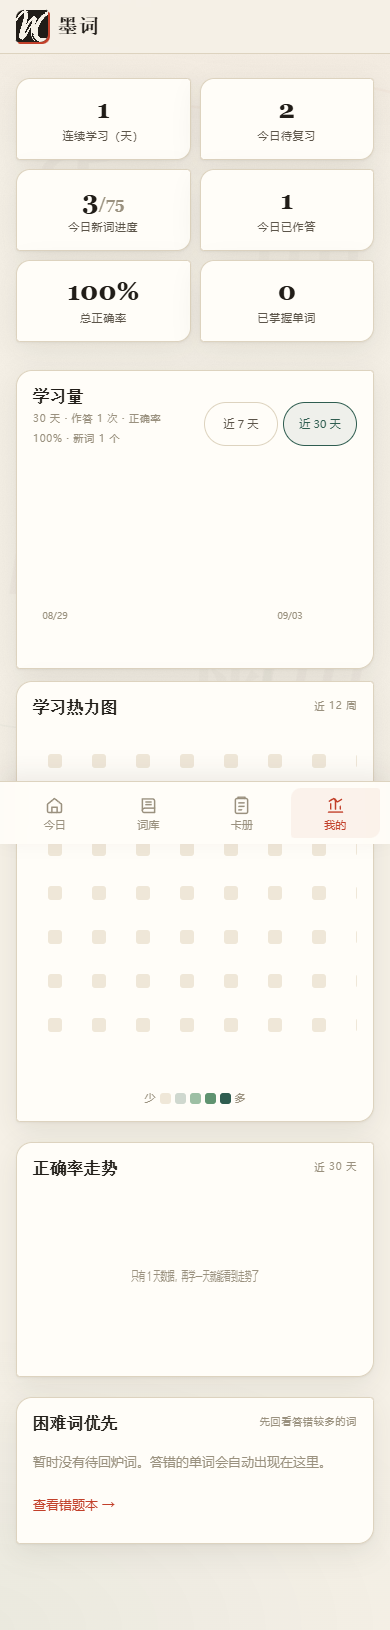 墨词
1
连续学习（天）
2
今日待复习
3/75
今日新词进度
1
今日已作答
100%
总正确率
0
已掌握单词
学习量
30 天 · 作答 1 次 · 正确率
100% · 新词 1 个
近 7 天
近 30 天
08/29
09/03
学习热力图
近 12 周
今日
词库
卡册
我的
少
多
正确率走势
近 30 天
只有 1 天数据，再学一天就能看到走势了
困难词优先
先回看答错较多的词
暂时没有待回炉词。答错的单词会自动出现在这里。
查看错题本 →